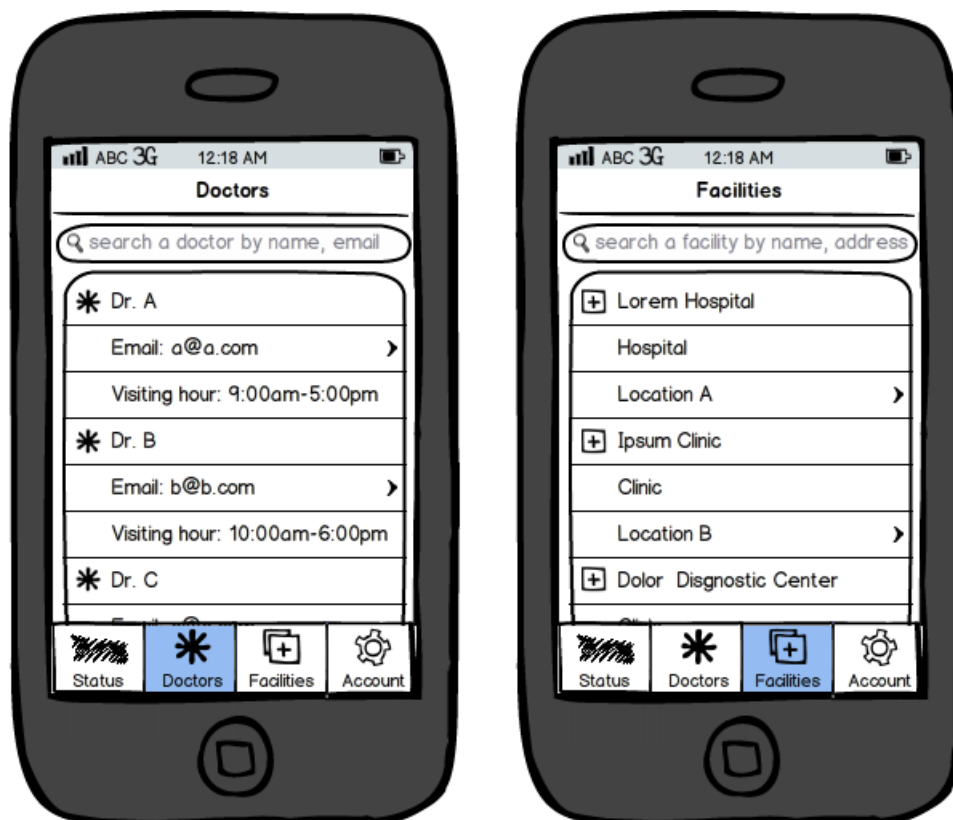 ABC 3G 12:18 AM
Doctors
search a doctor by name, email
Dr. A
Email: a@a.com
Visiting hour: 9:00am-5:00pm
Dr. B
Email: b@b.com
Visiting hour: 10:00am-6:00pm
Dr. C
Status Doctors Facilities Account
ABC 3G 12:18 AM
Facilities
search a facility by name, address
Lorem Hospital
Hospital
Location A
Ipsum Clinic
Clinic
Location B
Dolor Disgnostic Center
Status Doctors Facilities Account